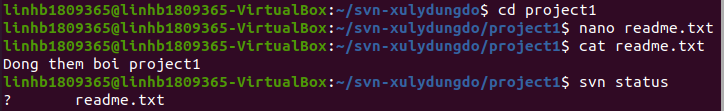 linhb1809365@linhb1809365-VirtualBox:~/svn-xulydungdo$ cd project1
linhb1809365@linhb1809365-VirtualBox:~/svn-xulydungdo/project1$ nano readme.txt
linhb1809365@linhb1809365-VirtualBox:~/svn-xulydungdo/project1$ cat readme.txt
Dong them boi project1
linhb1809365@linhb1809365-VirtualBox:~/svn-xulydungdo/project1$ svn status
?       readme.txt